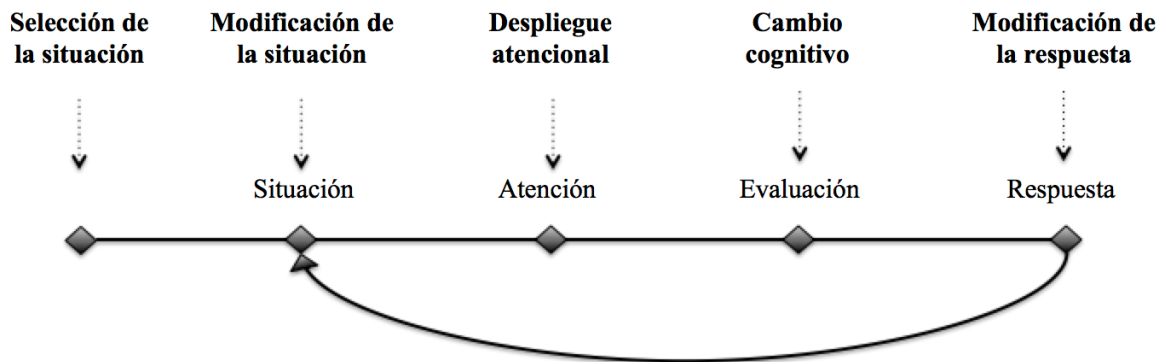 Selección de la situación
Modificación de la situación
Despliegue atencional
Cambio cognitivo
Modificación de la respuesta
Situación
Atención
Evaluación
Respuesta